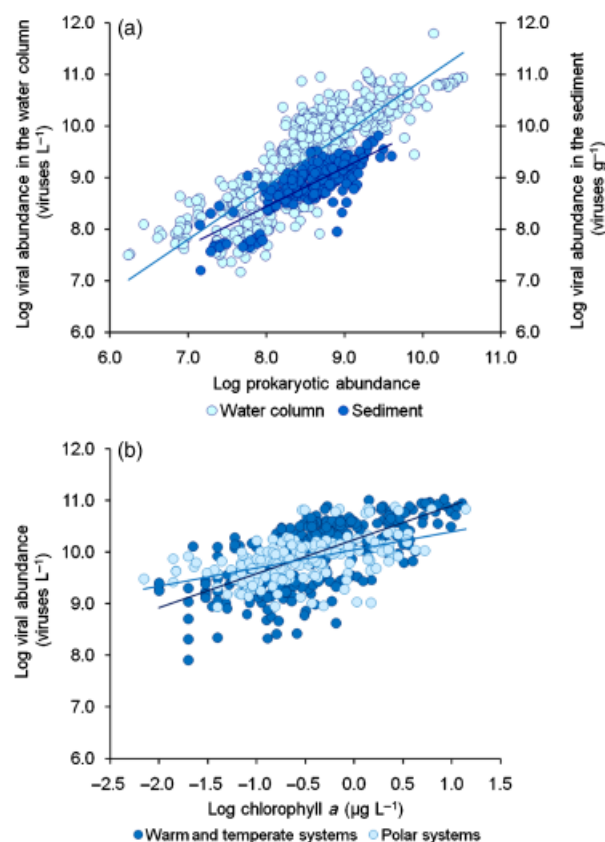 (a)
Log viral abundance in the water column
(viruses L⁻¹)
12.0
11.0
10.0
9.0
8.0
7.0
6.0
12.0
11.0
10.0
9.0
8.0
7.0
6.0
Log viral abundance in the sediment
(viruses g⁻¹)
6.0 7.0 8.0 9.0 10.0 11.0
Log prokaryotic abundance
Water column Sediment
(b)
Log viral abundance
(viruses L⁻¹)
12.0
11.0
10.0
9.0
8.0
7.0
6.0
–2.5 –2.0 –1.5 –1.0 –0.5 0.0 0.5 1.0 1.5
Log chlorophyll a (µg L⁻¹)
Warm and temperate systems Polar systems